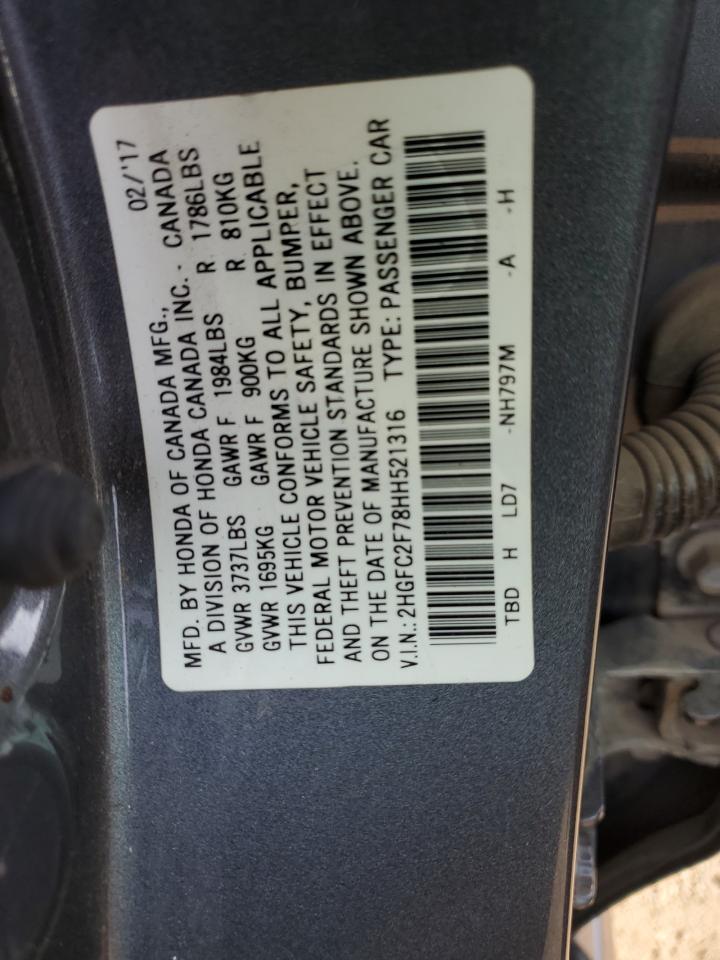 MFD. BY HONDA OF CANADA MFG., 02/'17
A DIVISION OF HONDA CANADA INC. - CANADA
GVWR 3737LBS GAWR F 1984LBS R 1786LBS
GVWR 1695KG GAWR F 900KG R 810KG
THIS VEHICLE CONFORMS TO ALL APPLICABLE
FEDERAL MOTOR VEHICLE SAFETY, BUMPER,
AND THEFT PREVENTION STANDARDS IN EFFECT
ON THE DATE OF MANUFACTURE SHOWN ABOVE.
V.I.N.: 2HGFC2F78HH521316 TYPE: PASSENGER CAR
TBD H LD7 -NH797M -A -H